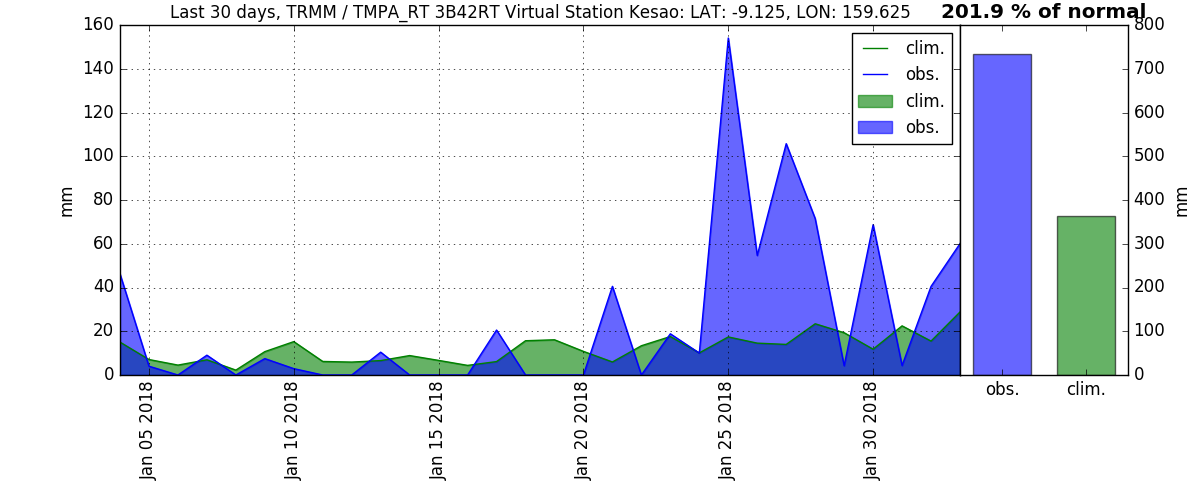 Last 30 days, TRMM / TMPA_RT 3B42RT Virtual Station Kesao: LAT: -9.125, LON: 159.625
201.9 % of normal
160
140
120
100
80
60
40
20
0
mm
clim.
obs.
clim.
obs.
Jan 05 2018
Jan 10 2018
Jan 15 2018
Jan 20 2018
Jan 25 2018
Jan 30 2018
800
700
600
500
400
300
200
100
0
mm
obs.
clim.